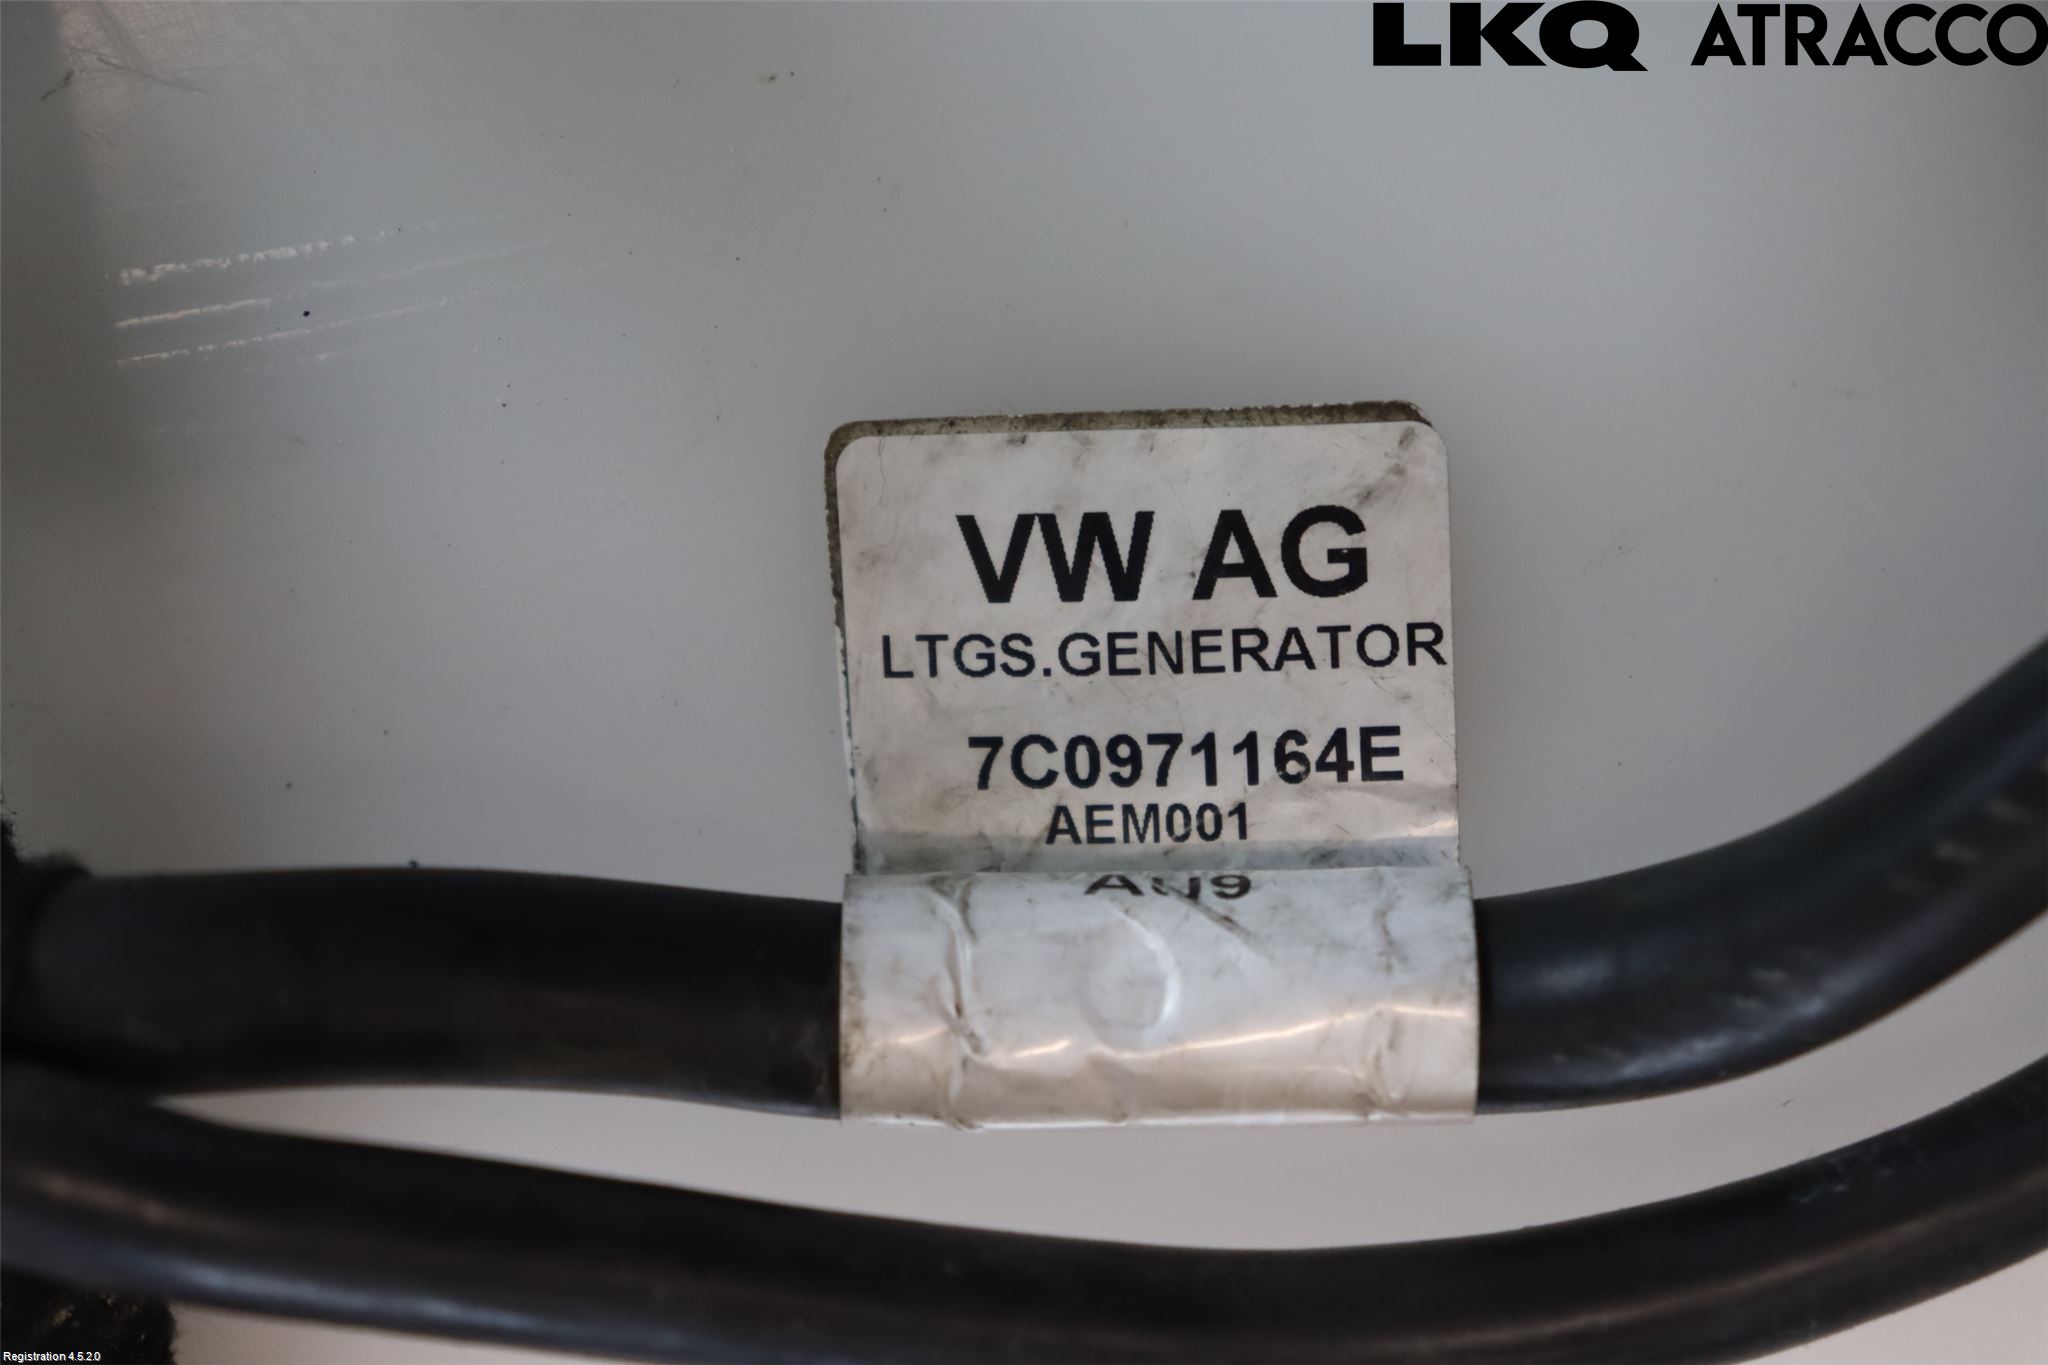 LKQ ATRACCO
VW AG
LTGS.GENERATOR
7C0971164E
AEM001
Registration 4.5.2.0